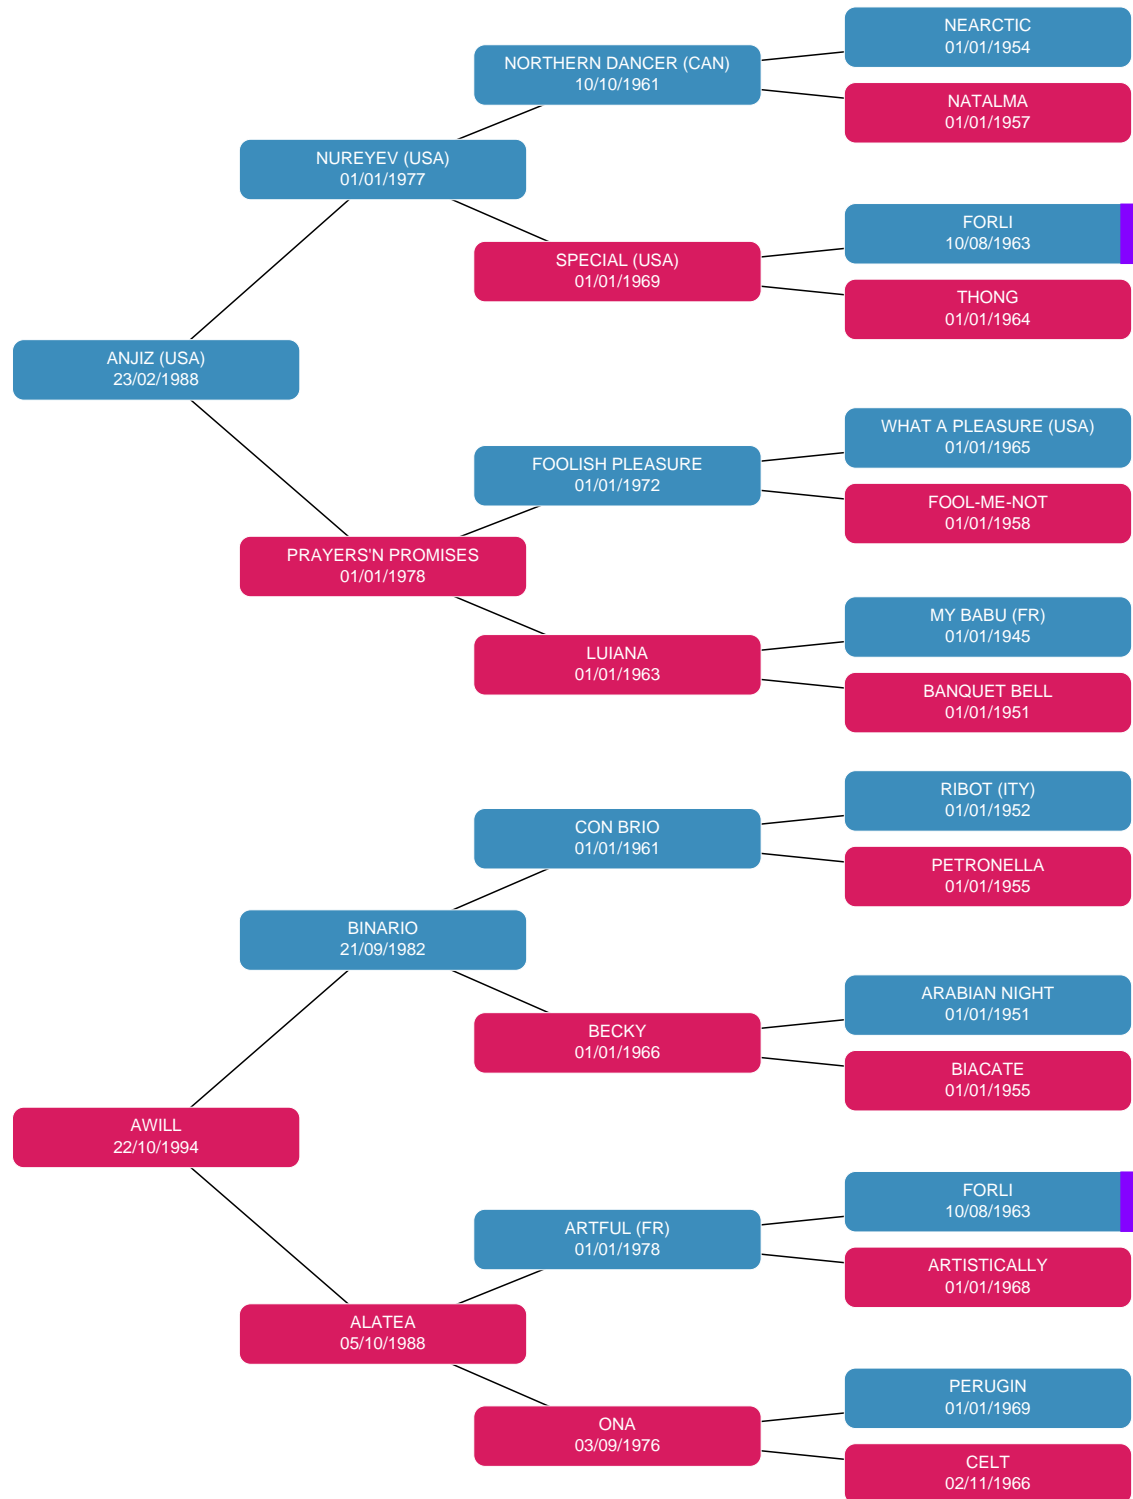 NEARCTIC
01/01/1954
NORTHERN DANCER (CAN)
10/10/1961
NATALMA
01/01/1957
NUREYEV (USA)
01/01/1977
FORLI
10/08/1963
SPECIAL (USA)
01/01/1969
THONG
01/01/1964
ANJIZ (USA)
23/02/1988
WHAT A PLEASURE (USA)
01/01/1965
FOOLISH PLEASURE
01/01/1972
FOOL-ME-NOT
01/01/1958
PRAYERS'N PROMISES
01/01/1978
MY BABU (FR)
01/01/1945
LUIANA
01/01/1963
BANQUET BELL
01/01/1951
RIBOT (ITY)
01/01/1952
CON BRIO
01/01/1961
PETRONELLA
01/01/1955
BINARIO
21/09/1982
ARABIAN NIGHT
01/01/1951
BECKY
01/01/1966
BIACATE
01/01/1955
AWILL
22/10/1994
FORLI
10/08/1963
ARTFUL (FR)
01/01/1978
ARTISTICALLY
01/01/1968
ALATEA
05/10/1988
PERUGIN
01/01/1969
ONA
03/09/1976
CELT
02/11/1966